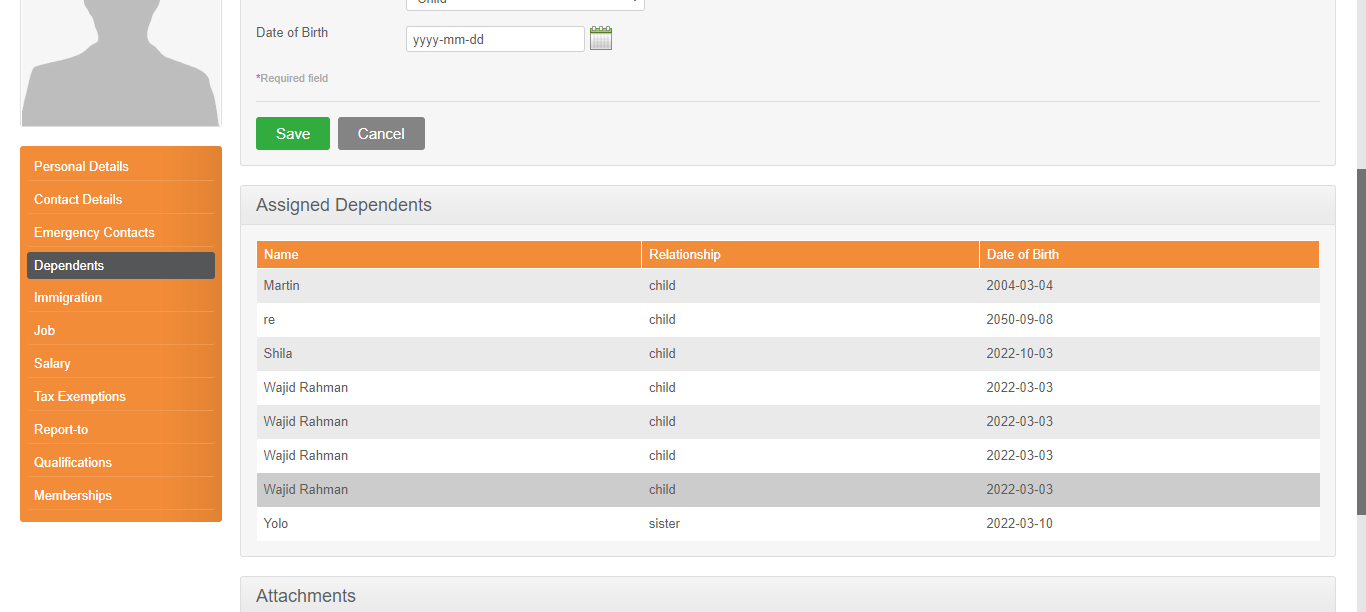 Child
Date of Birth
yyyy-mm-dd
*Required field
Save Cancel
Personal Details
Contact Details
Emergency Contacts
Dependents
Immigration
Job
Salary
Tax Exemptions
Report-to
Qualifications
Memberships
Assigned Dependents
Name Relationship Date of Birth
Martin child 2004-03-04
re child 2050-09-08
Shila child 2022-10-03
Wajid Rahman child 2022-03-03
Wajid Rahman child 2022-03-03
Wajid Rahman child 2022-03-03
Wajid Rahman child 2022-03-03
Yolo sister 2022-03-10
Attachments